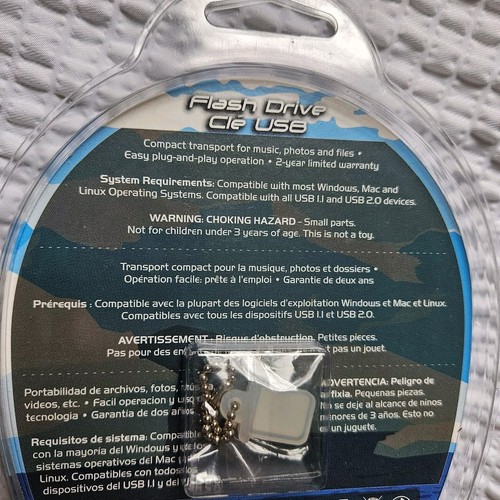 Flash Drive
Clé USB
Compact transport for music, photos and files •
Easy plug-and-play operation • 2-year limited warranty
System Requirements: Compatible with most Windows, Mac and
Linux Operating Systems. Compatible with all USB 1.1 and USB 2.0 devices.
WARNING: CHOKING HAZARD - Small parts.
Not for children under 3 years of age. This is not a toy.
Transport compact pour la musique, photos et dossiers •
Opération facile: prête à l'emploi • Garantie de deux ans
Prérequis : Compatible avec la plupart des logiciels d'exploitation Windows et Mac et Linux.
Compatibles avec tous les dispositifs USB 1.1 et USB 2.0.
AVERTISSEMENT - Risque d'obstruction. Petites pièces.
Pas pour des pas un jouet.
Portabilidad de archivos, fotos,
videos, etc. • Facil operacion y uso
tecnologia • Garantia de dos años
Requisitos de sistema:
con la mayoría del Windows y de
sistemas operativos del Mac y
Linux. Compatibles con todos
dispositivos del USB 1.1 y del
ADVERTENCIA: Peligro de
asfixia. Pequenas piezas.
No se deje al alcance de ninos
menores de 3 años. Esto no
es un juguete.